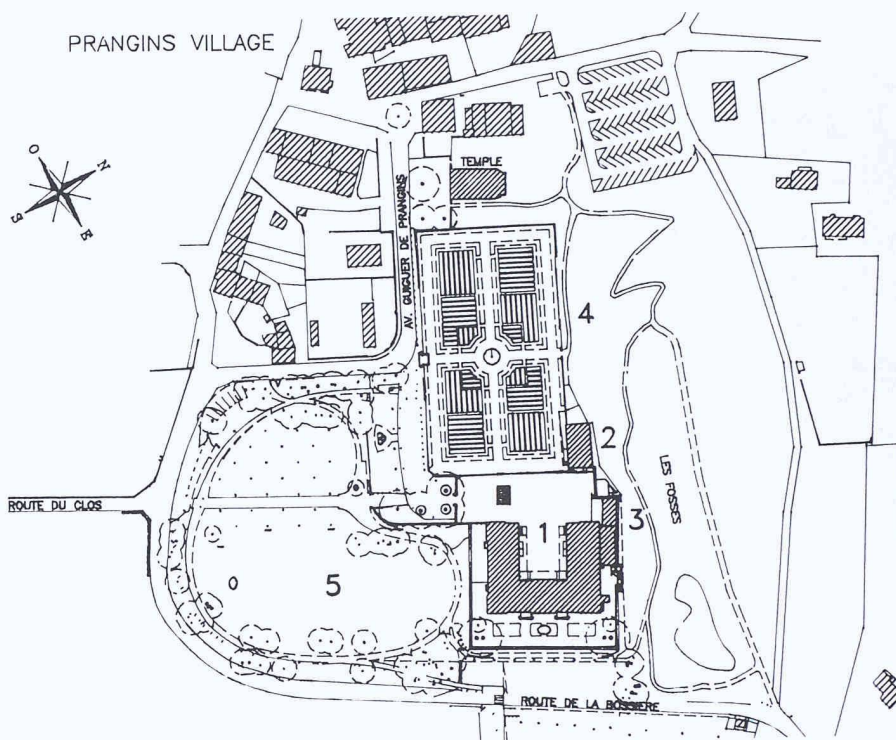 PRANGINS VILLAGE
O
N
S
E
TEMPLE
AV. GUIGUER DE PRANGINS
4
2
LES FOSSES
ROUTE DU CLOS
1
3
5
ROUTE DE LA BOSSIERE